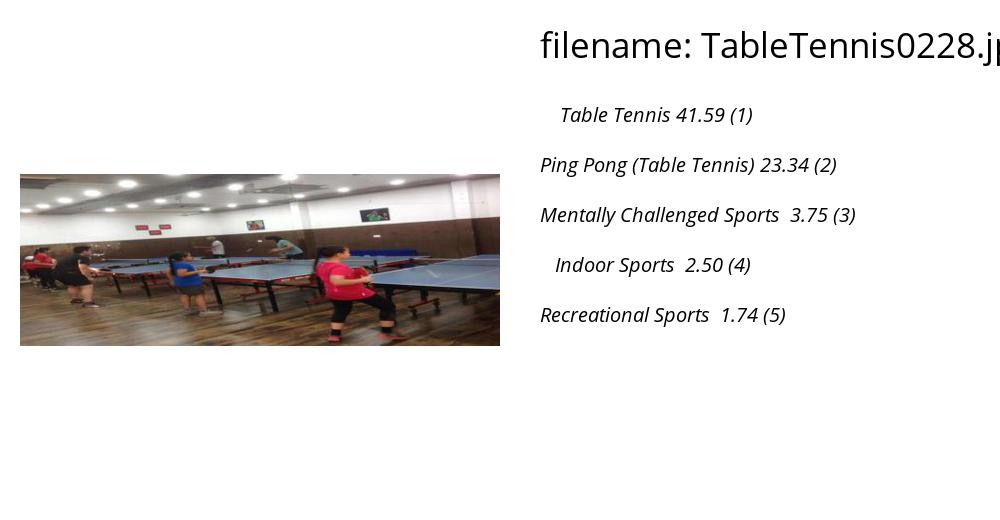 filename: TableTennis0228.jp
Table Tennis 41.59 (1)
Ping Pong (Table Tennis) 23.34 (2)
Mentally Challenged Sports 3.75 (3)
Indoor Sports 2.50 (4)
Recreational Sports 1.74 (5)